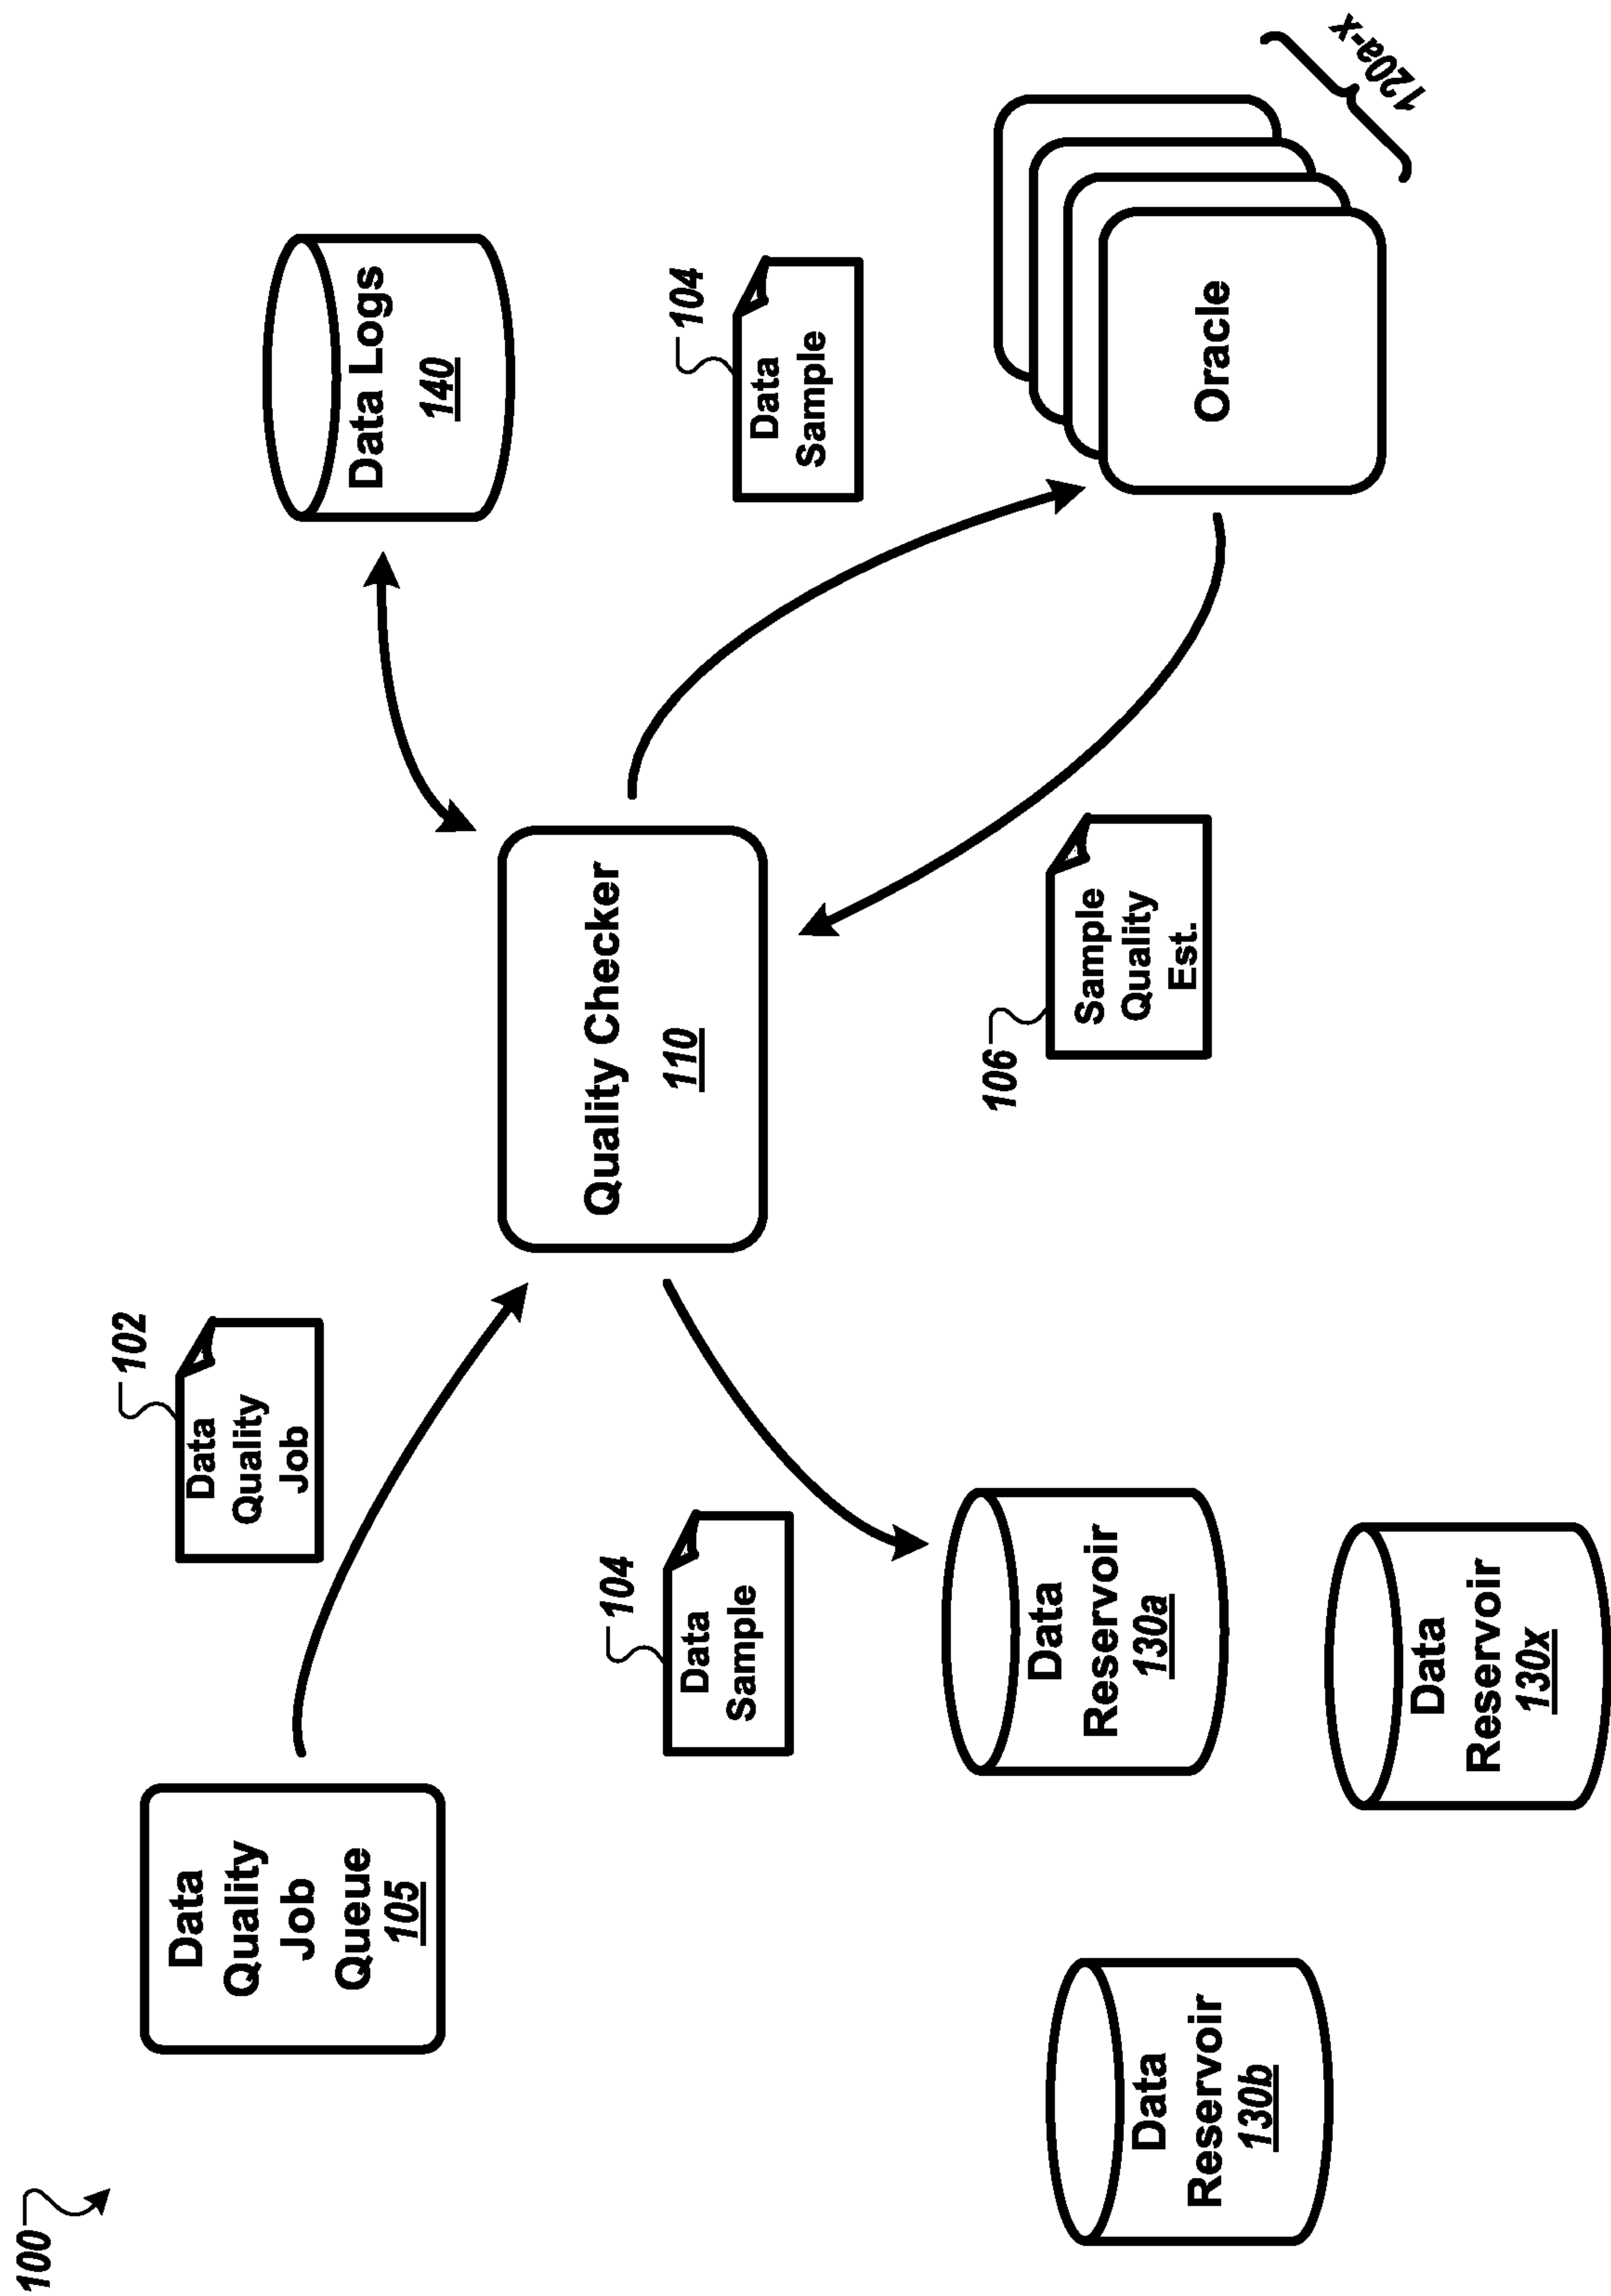 100
Data
Quality
Job
Queue
105
102
Data
Quality
Job
Quality Checker
110
Data Logs
140
104
Data
Sample
Oracle
120a-x
106
Sample
Quality
Est.
104
Data
Sample
Data
Reservoir
130a
Data
Reservoir
130b
Data
Reservoir
130x